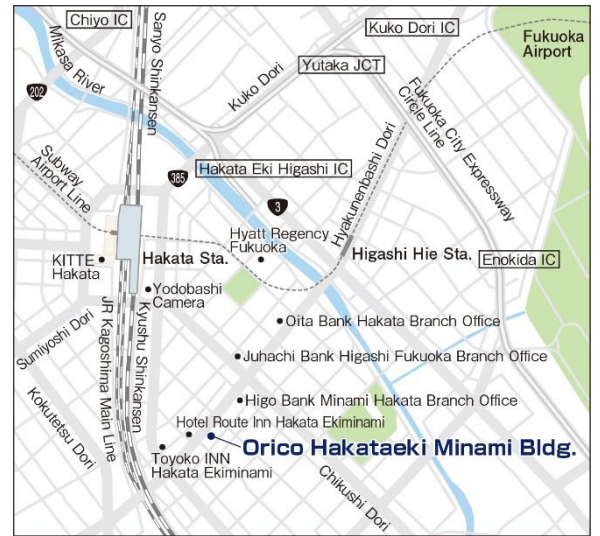 Chiyo IC
Kuko Dori IC
Fukuoka
Airport
Yutaka JCT
Mikasa River
Sanyo Shinkansen
Kuko Dori
202
Fukuoka City Expressway
Circle Line
Subway
Airport Line
385
Hakata Eki Higashi IC
3
Hyakunenbashi Dori
Hyatt Regency
Fukuoka
KITTE
Hakata
Hakata Sta.
Higashi Hie Sta.
Enokida IC
Yodobashi
Camera
Sumiyoshi Dori
JR Kagoshima Main Line
Kyushu Shinkansen
Oita Bank Hakata Branch Office
Juhachi Bank Higashi Fukuoka Branch Office
Kokutetsu Dori
Higo Bank Minami Hakata Branch Office
Hotel Route Inn Hakata Ekiminami
Orico Hakataeki Minami Bldg.
Toyoko INN
Hakata Ekiminami
Chikushi Dori